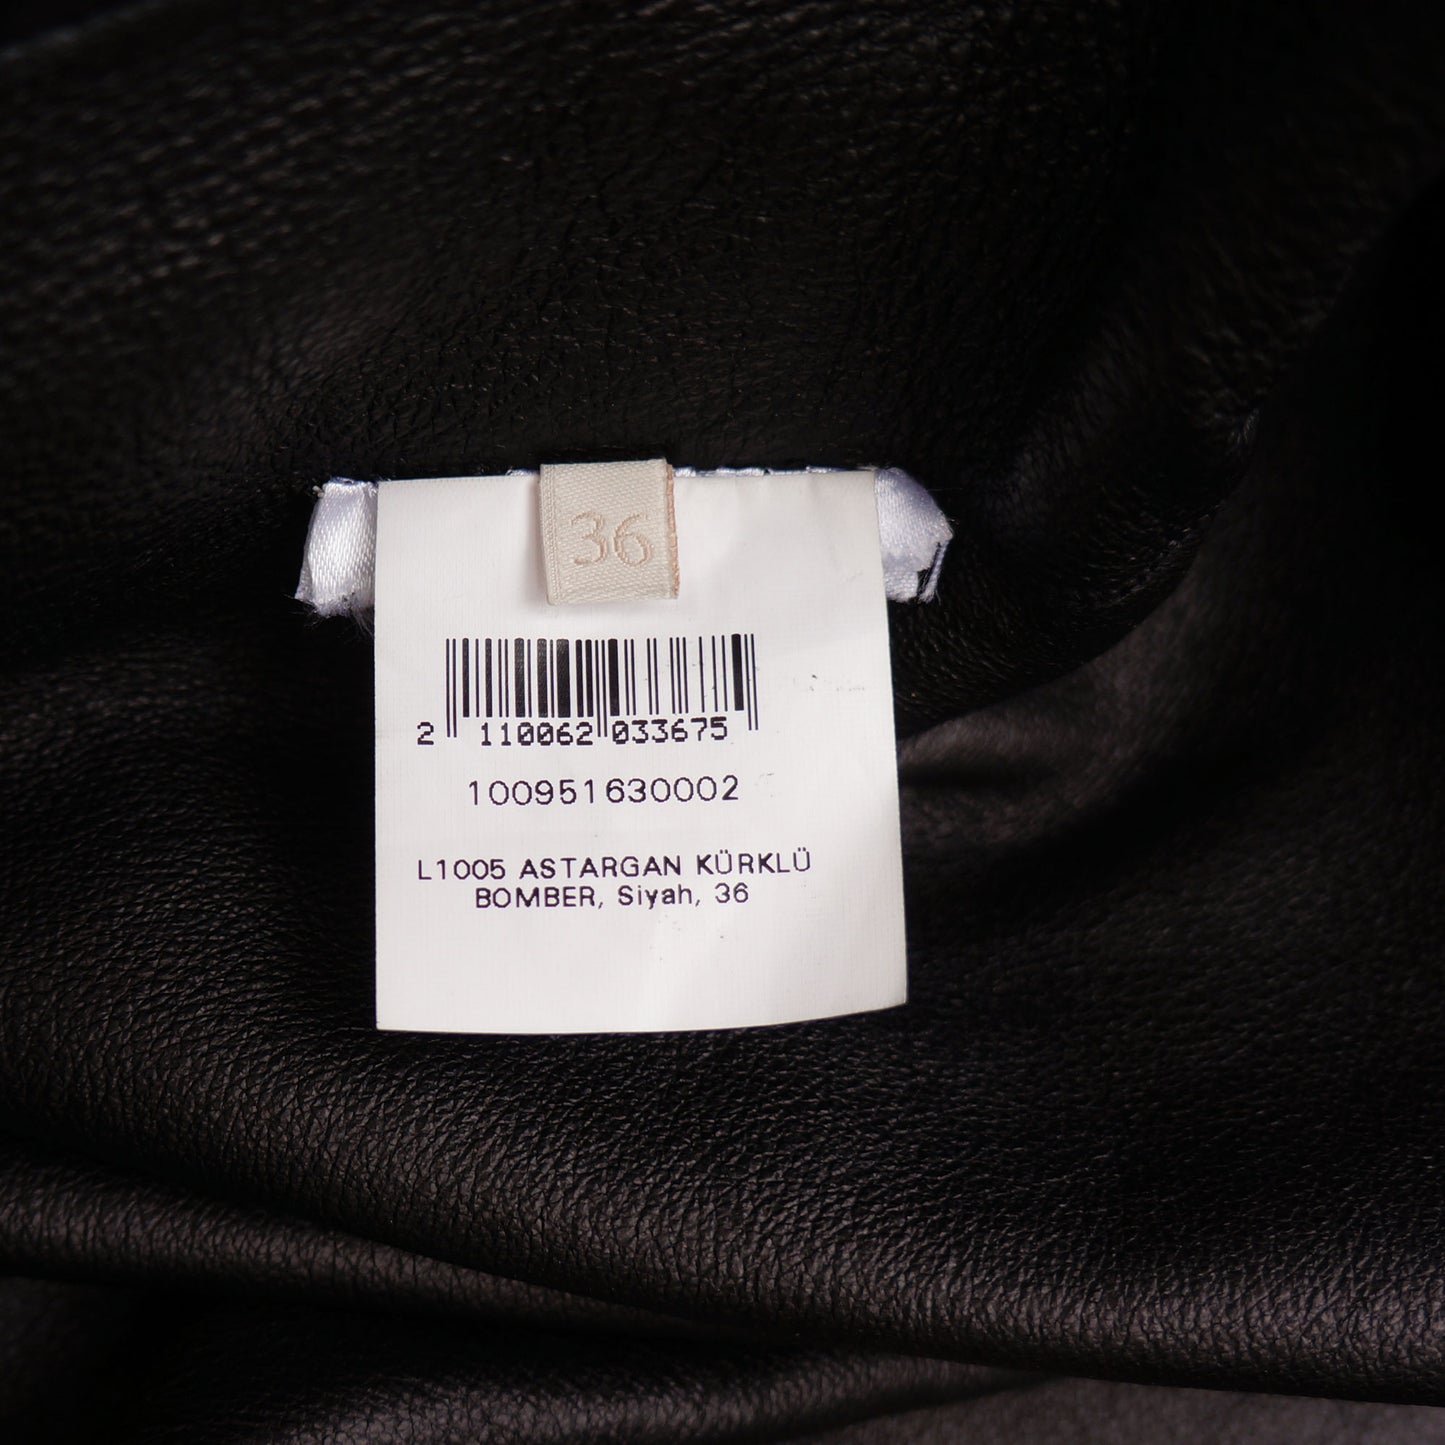 36
2 110062 033675
100951630002
L1005 ASTARGAN KÜRKLÜ
BOMBER, Siyah, 36